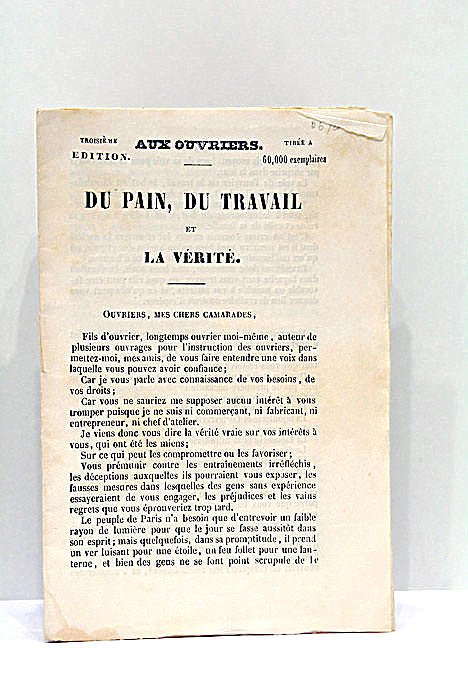 TROISIÈME AUX OUVRIERS. TIRÉE A
EDITION. 60,000 exemplaires
DU PAIN, DU TRAVAIL
ET
LA VÉRITÉ.
OUVRIERS, MES CHERS CAMARADES,
Fils d'ouvrier, longtemps ouvrier moi-même, auteur de
plusieurs ouvrages pour l'instruction des ouvriers, per-
mettez-moi, mes amis, de vous faire entendre une voix dans
laquelle vous pouvez avoir confiance;
Car je vous parle avec connaissance de vos besoins, de
vos droits;
Car vous ne sauriez me supposer aucun intérêt à vous
tromper puisque je ne suis ni commerçant, ni fabricant, ni
entrepreneur, ni chef d'atelier.
Je viens donc vous dire la vérité vraie sur vos intérêts à
vous, qui ont été les miens;
Sur ce qui peut les compromettre ou les favoriser;
Vous prémunir contre les entraînements irréfléchis,
les déceptions auxquelles ils pourraient vous exposer, les
fausses mesures dans lesquelles des gens sans expérience
essayeraient de vous engager, les préjudices et les vains
regrets que vous éprouveriez trop tard.
Le peuple de Paris n'a besoin que d'entrevoir un faible
rayon de lumière pour que le jour se fasse aussitôt dans
son esprit; mais quelquefois, dans sa promptitude, il prend
un ver luisant pour une étoile, un feu follet pour une lan-
terne, et bien des gens ne se font point scrupule de le